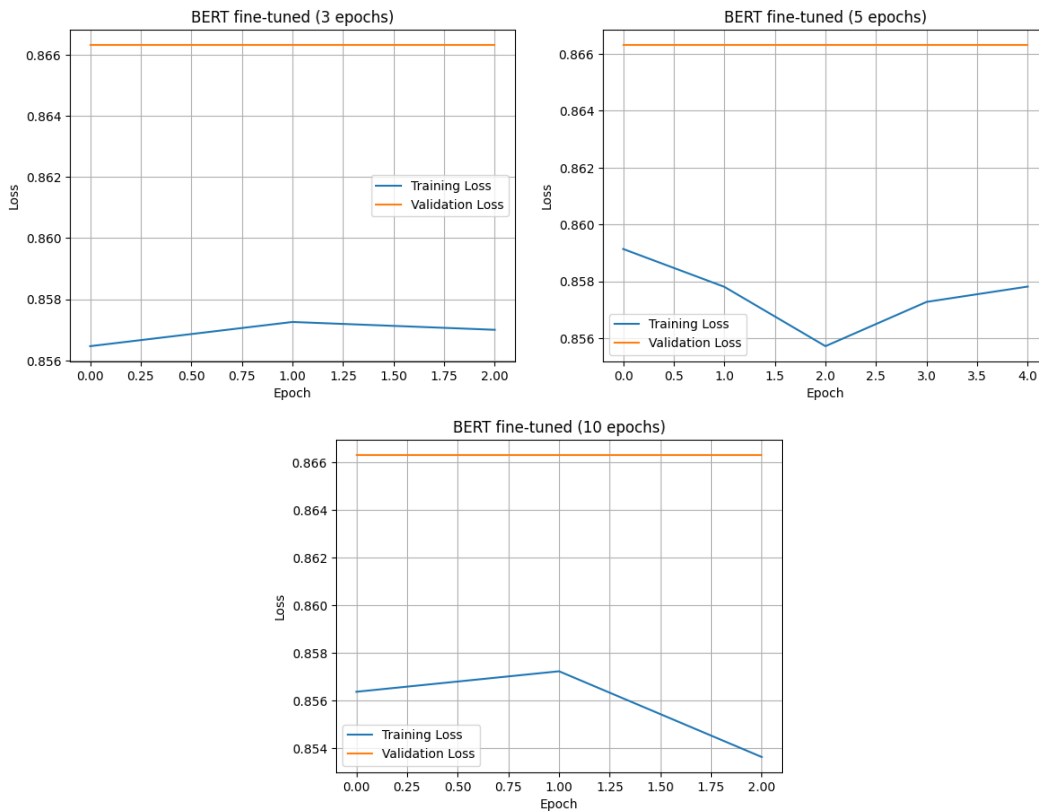 BERT fine-tuned (3 epochs)
0.866
0.864
0.862
0.860
0.858
0.856
Loss
Training Loss
Validation Loss
0.00 0.25 0.50 0.75 1.00 1.25 1.50 1.75 2.00
Epoch
BERT fine-tuned (5 epochs)
0.866
0.864
0.862
0.860
0.858
0.856
Loss
Training Loss
Validation Loss
0.0 0.5 1.0 1.5 2.0 2.5 3.0 3.5 4.0
Epoch
BERT fine-tuned (10 epochs)
0.866
0.864
0.862
0.860
0.858
0.856
0.854
Loss
Training Loss
Validation Loss
0.00 0.25 0.50 0.75 1.00 1.25 1.50 1.75 2.00
Epoch